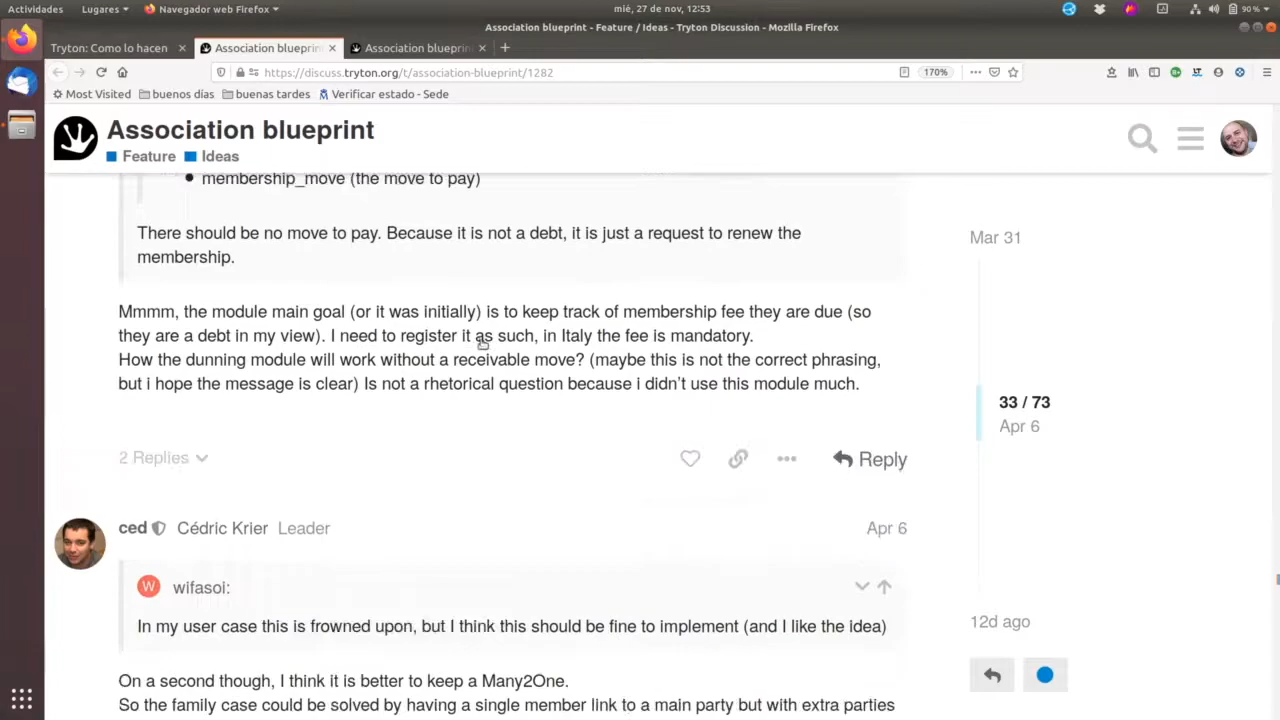 Actividades Lugares Navegador web Firefox mié, 27 de nov, 12:53 90 %
Association blueprint - Feature / Ideas - Tryton Discussion - Mozilla Firefox
Tryton: Como lo hacen × Association blueprin × Association blueprin × +
https://discuss.tryton.org/t/association-blueprint/1282 170%
Most Visited buenos días buenas tardes Verificar estado - Sede
Association blueprint
Feature Ideas
membership_move (the move to pay)
There should be no move to pay. Because it is not a debt, it is just a request to renew the
membership.
Mmmm, the module main goal (or it was initially) is to keep track of membership fee they are due (so
they are a debt in my view). I need to register it as such, in Italy the fee is mandatory.
How the dunning module will work without a receivable move? (maybe this is not the correct phrasing,
but i hope the message is clear) Is not a rhetorical question because i didn't use this module much.
2 Replies
Reply
ced Cédric Krier Leader Apr 6
W wifasoi:
In my user case this is frowned upon, but I think this should be fine to implement (and I like the idea)
On a second though, I think it is better to keep a Many2One.
So the family case could be solved by having a single member link to a main party but with extra parties
Mar 31
33 / 73
Apr 6
12d ago